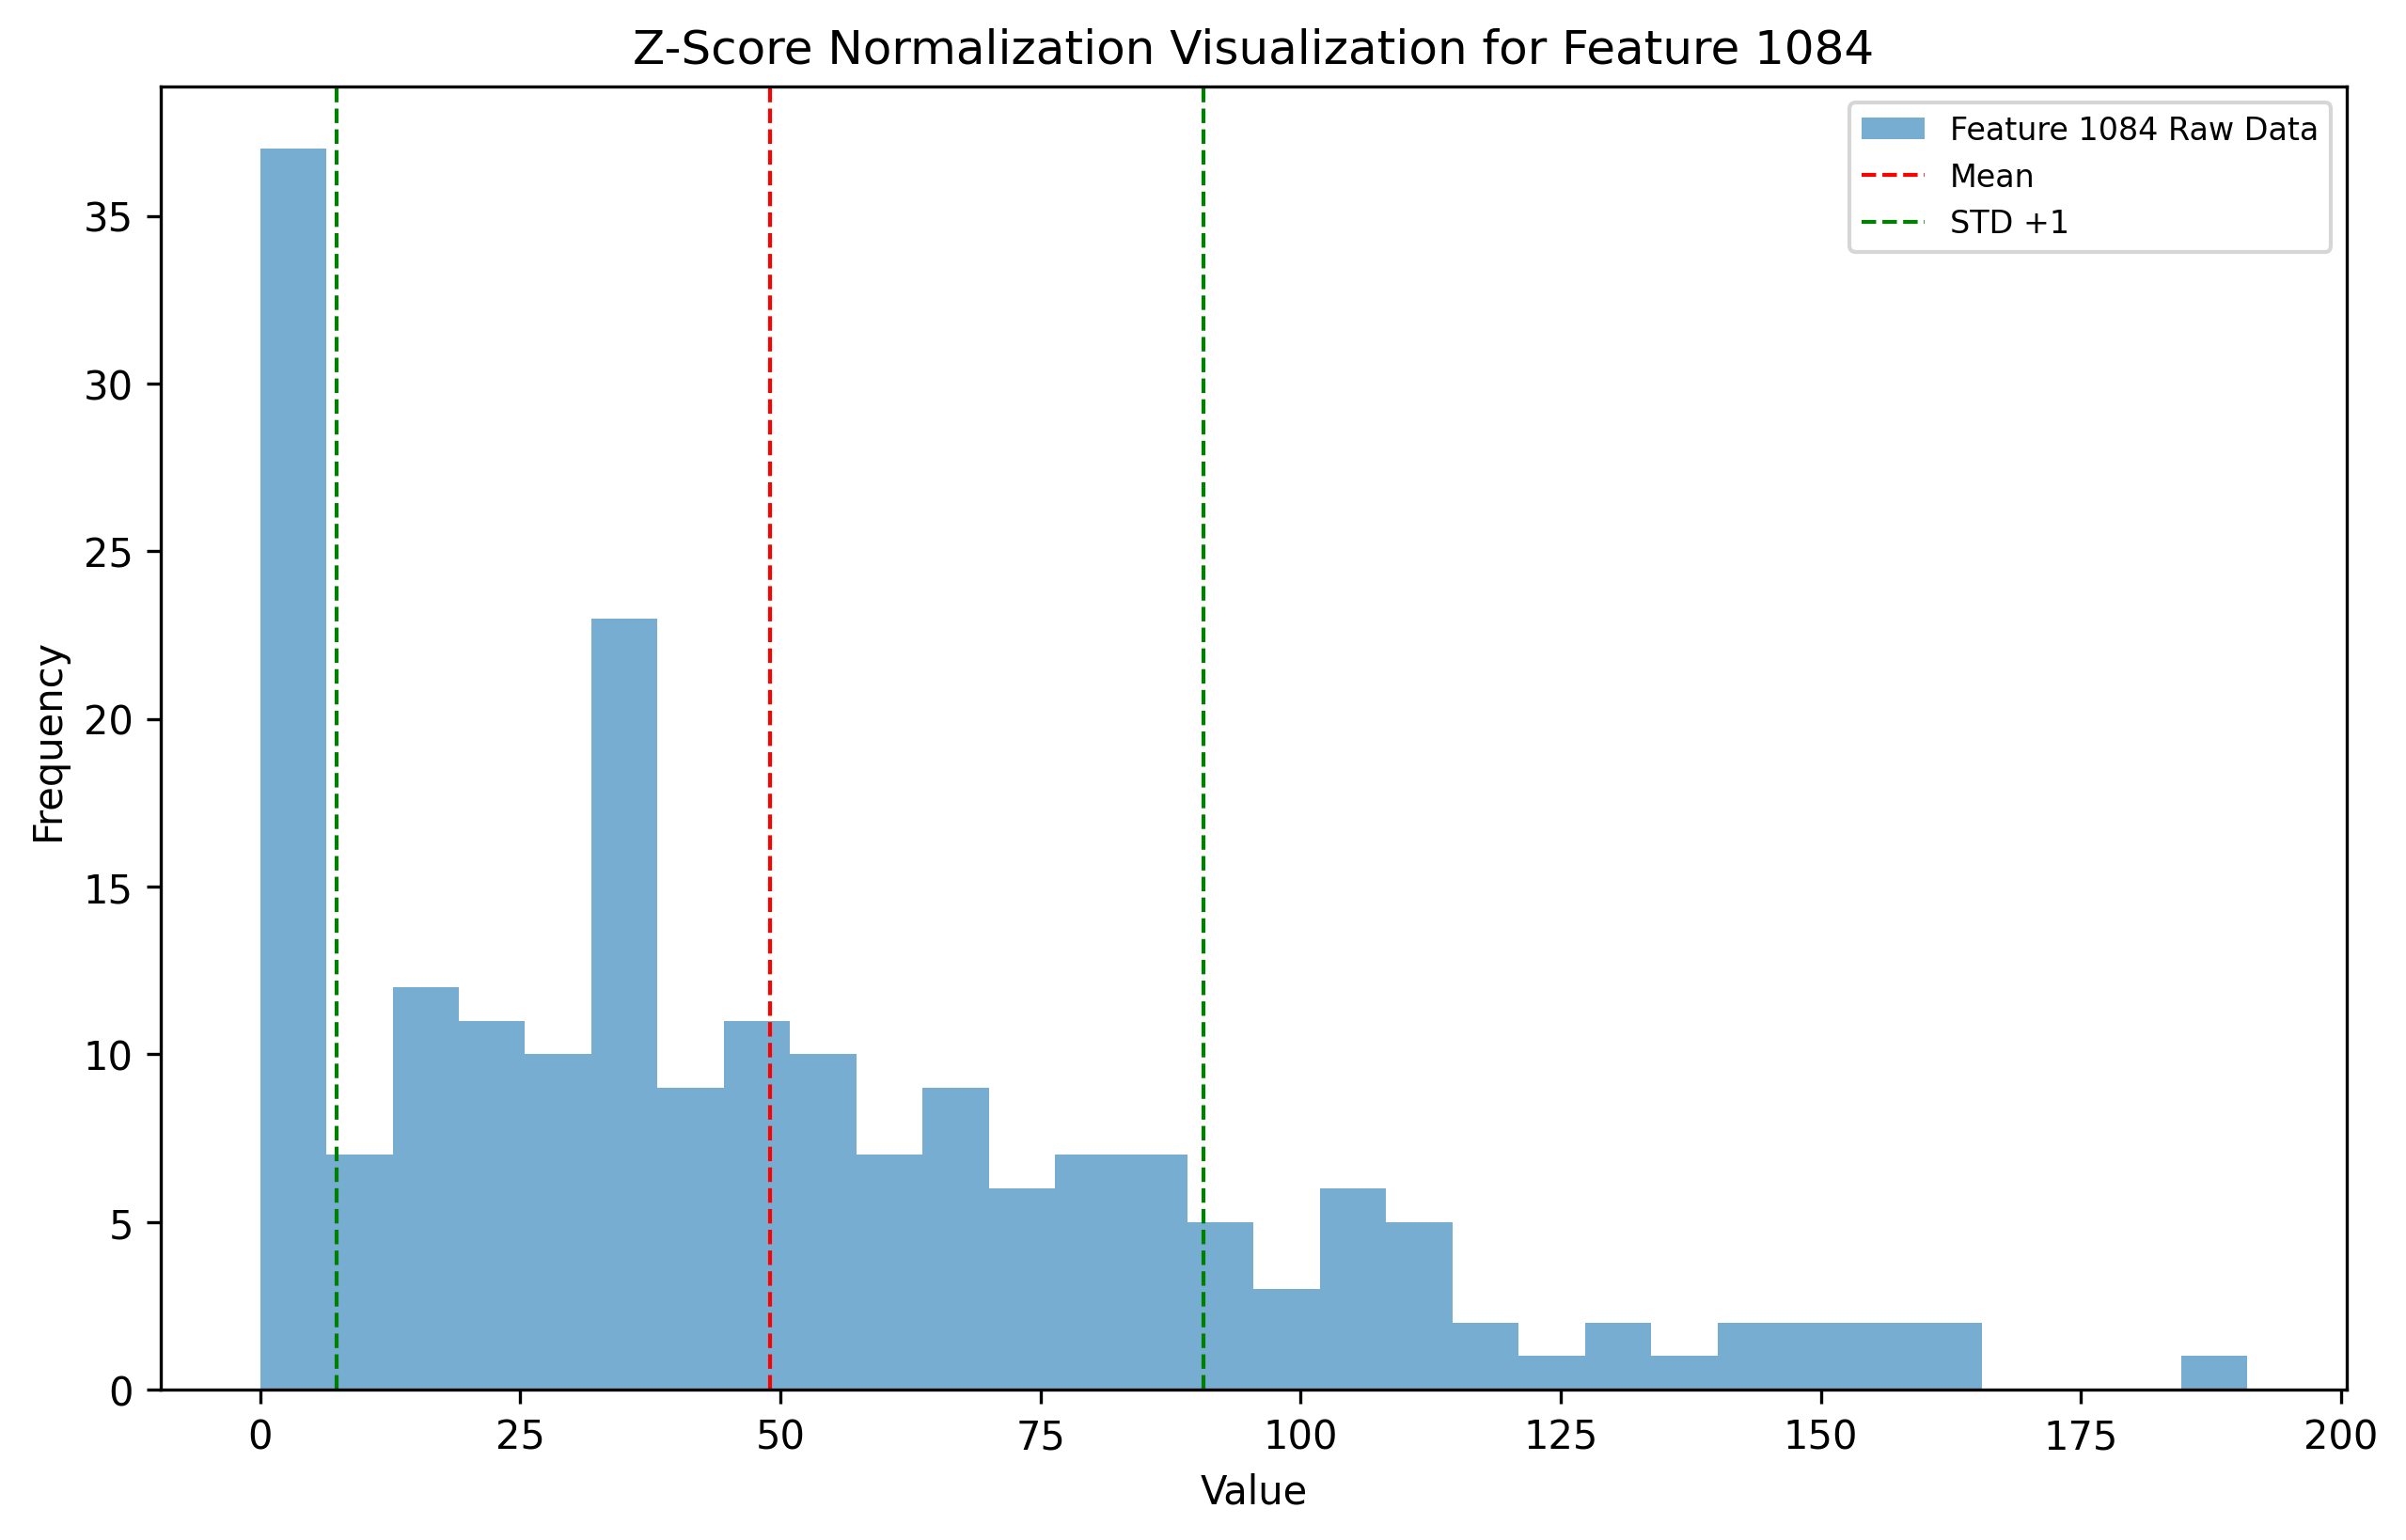 Z-Score Normalization Visualization for Feature 1084
Feature 1084 Raw Data
Mean
STD +1
Frequency
35
30
25
20
15
10
5
0
0 25 50 75 100 125 150 175 200
Value